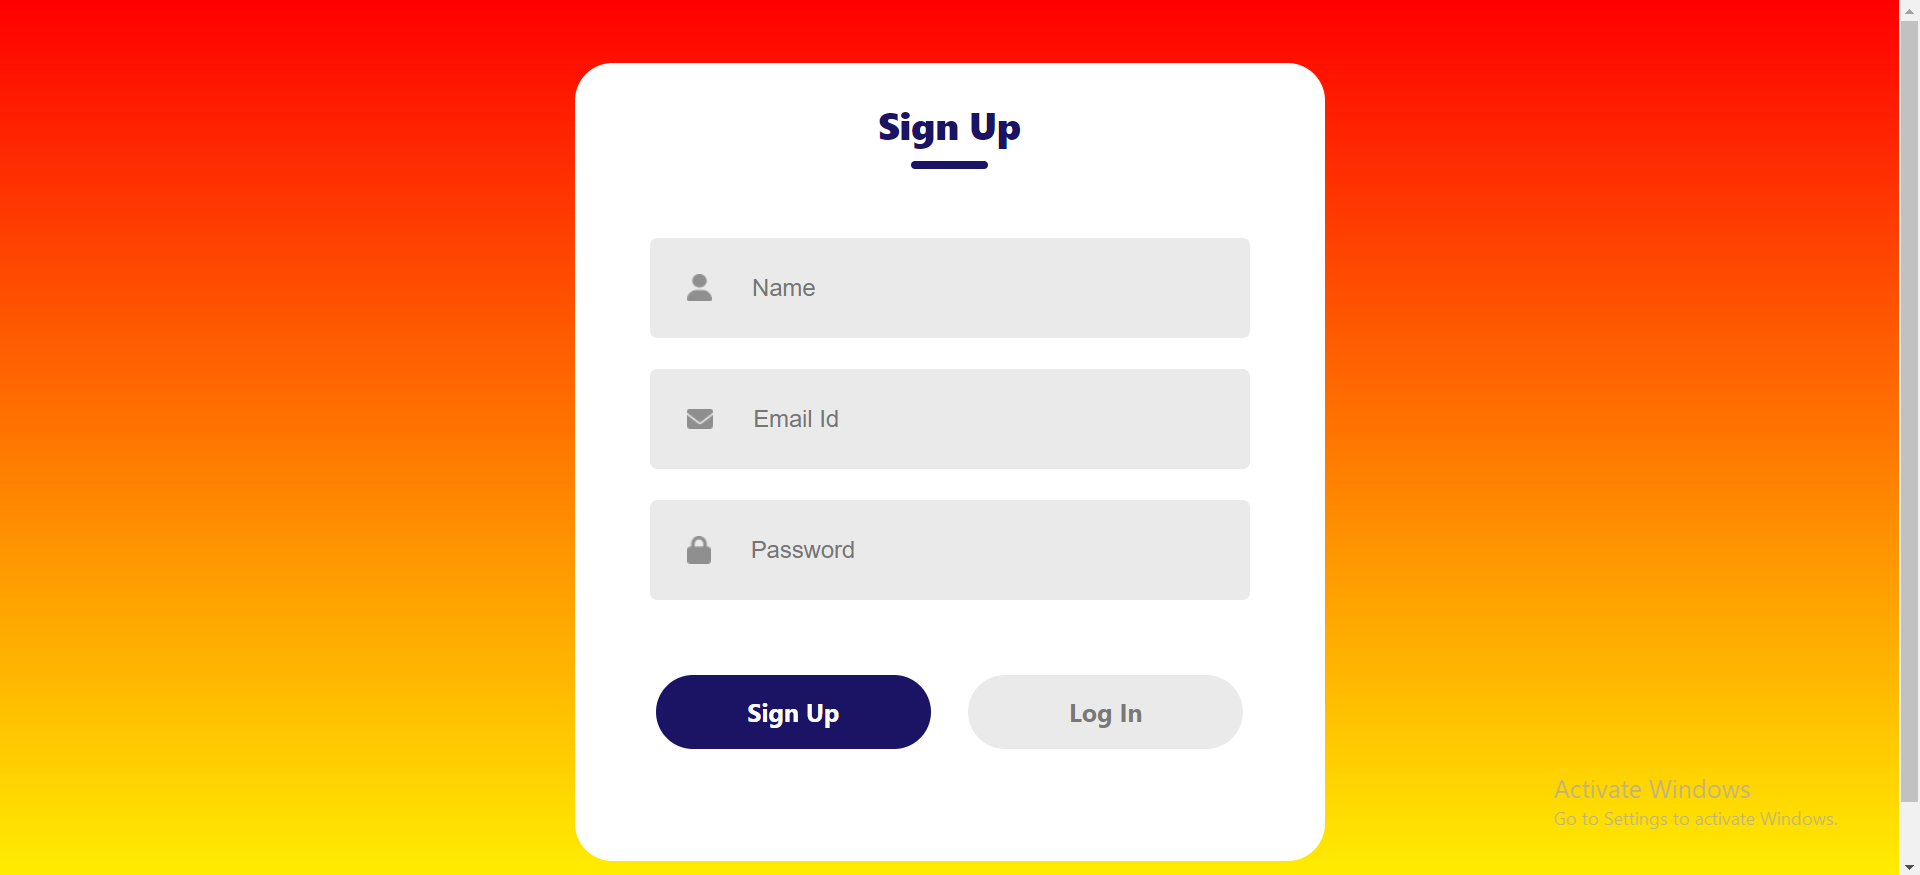 Sign Up
Name
Email Id
Password
Sign Up
Log In
Activate Windows
Go to Settings to activate Windows.